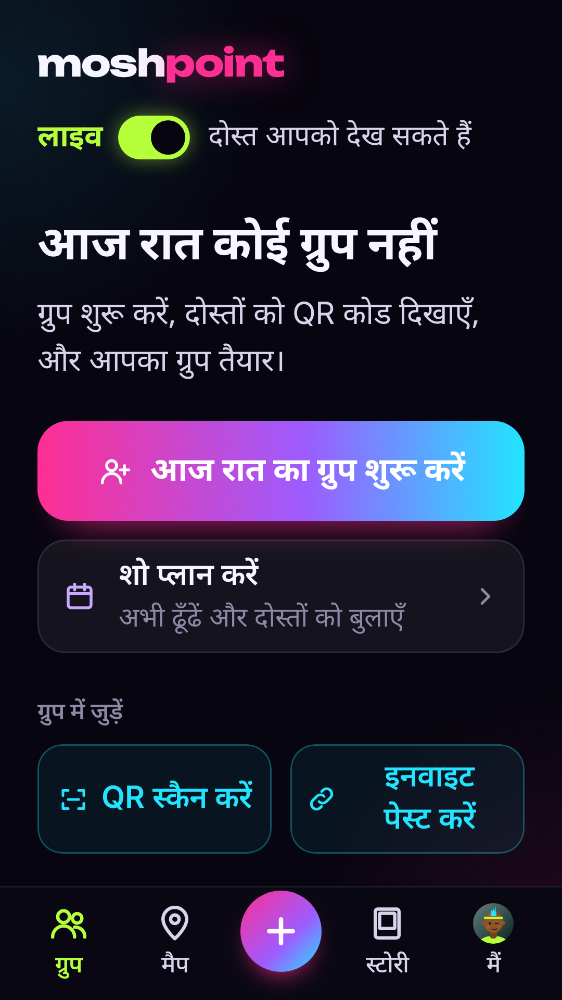 moshpoint
लाइव दोस्त आपको देख सकते हैं
आज रात कोई ग्रुप नहीं
ग्रुप शुरू करें, दोस्तों को QR कोड दिखाएँ,
और आपका ग्रुप तैयार।
आज रात का ग्रुप शुरू करें
शो प्लान करें
अभी ढूँढें और दोस्तों को बुलाएँ
ग्रुप में जुड़ें
QR स्कैन करें
इनवाइट
पेस्ट करें
ग्रुप मैप स्टोरी मैं